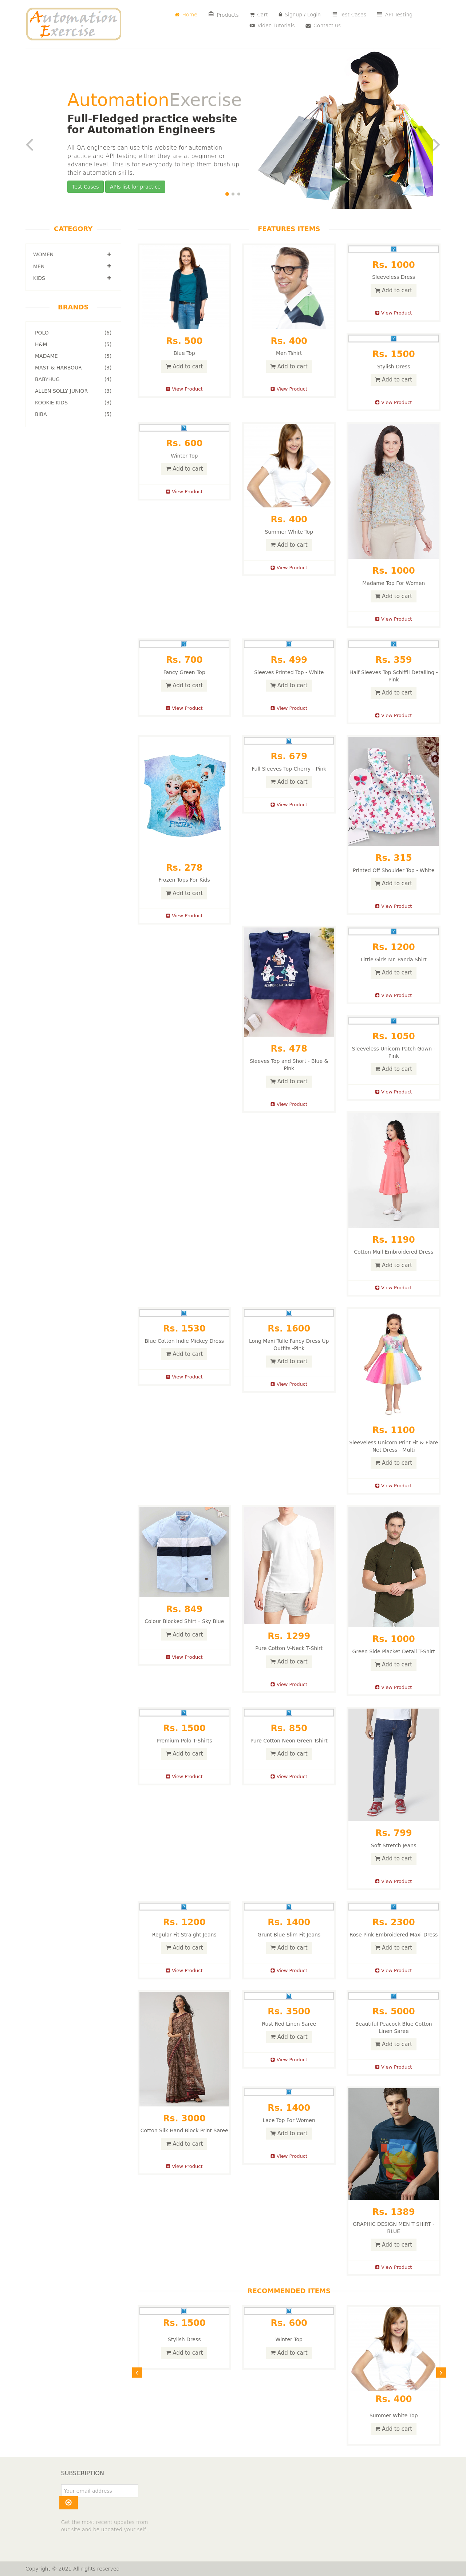 Automation
Exercise
Home
Products
Cart
Signup / Login
Test Cases
API Testing
Video Tutorials
Contact us
AutomationExercise
Full-Fledged practice website
for Automation Engineers
All QA engineers can use this website for automation
practice and API testing either they are at beginner or
advance level. This is for everybody to help them brush up
their automation skills.
Test Cases
APIs list for practice
CATEGORY
WOMEN
MEN
KIDS
BRANDS
POLO (6)
H&M (5)
MADAME (5)
MAST & HARBOUR (3)
BABYHUG (4)
ALLEN SOLLY JUNIOR (3)
KOOKIE KIDS (3)
BIBA (5)
FEATURES ITEMS
Rs. 500
Blue Top
Add to cart
View Product
Rs. 400
Men Tshirt
Add to cart
View Product
Rs. 1000
Sleeveless Dress
Add to cart
View Product
Rs. 1500
Stylish Dress
Add to cart
View Product
Rs. 600
Winter Top
Add to cart
View Product
Rs. 400
Summer White Top
Add to cart
View Product
Rs. 1000
Madame Top For Women
Add to cart
View Product
Rs. 700
Fancy Green Top
Add to cart
View Product
Rs. 499
Sleeves Printed Top - White
Add to cart
View Product
Rs. 359
Half Sleeves Top Schiffli Detailing -
Pink
Add to cart
View Product
FROZEN
Rs. 278
Frozen Tops For Kids
Add to cart
View Product
Rs. 679
Full Sleeves Top Cherry - Pink
Add to cart
View Product
Rs. 315
Printed Off Shoulder Top - White
Add to cart
View Product
Rs. 478
Sleeves Top and Short - Blue &
Pink
Add to cart
View Product
Rs. 1200
Little Girls Mr. Panda Shirt
Add to cart
View Product
Rs. 1050
Sleeveless Unicorn Patch Gown -
Pink
Add to cart
View Product
Rs. 1190
Cotton Mull Embroidered Dress
Add to cart
View Product
Rs. 1530
Blue Cotton Indie Mickey Dress
Add to cart
View Product
Rs. 1600
Long Maxi Tulle Fancy Dress Up
Outfits -Pink
Add to cart
View Product
Rs. 1100
Sleeveless Unicorn Print Fit & Flare
Net Dress - Multi
Add to cart
View Product
Rs. 849
Colour Blocked Shirt – Sky Blue
Add to cart
View Product
Rs. 1299
Pure Cotton V-Neck T-Shirt
Add to cart
View Product
Rs. 1000
Green Side Placket Detail T-Shirt
Add to cart
View Product
Rs. 1500
Premium Polo T-Shirts
Add to cart
View Product
Rs. 850
Pure Cotton Neon Green Tshirt
Add to cart
View Product
Rs. 799
Soft Stretch Jeans
Add to cart
View Product
Rs. 1200
Regular Fit Straight Jeans
Add to cart
View Product
Rs. 1400
Grunt Blue Slim Fit Jeans
Add to cart
View Product
Rs. 2300
Rose Pink Embroidered Maxi Dress
Add to cart
View Product
Rs. 3000
Cotton Silk Hand Block Print Saree
Add to cart
View Product
Rs. 3500
Rust Red Linen Saree
Add to cart
View Product
Rs. 5000
Beautiful Peacock Blue Cotton
Linen Saree
Add to cart
View Product
Rs. 1400
Lace Top For Women
Add to cart
View Product
Rs. 1389
GRAPHIC DESIGN MEN T SHIRT -
BLUE
Add to cart
View Product
RECOMMENDED ITEMS
Rs. 1500
Stylish Dress
Add to cart
Rs. 600
Winter Top
Add to cart
Rs. 400
Summer White Top
Add to cart
SUBSCRIPTION
Your email address
Get the most recent updates from
our site and be updated your self...
Copyright © 2021 All rights reserved